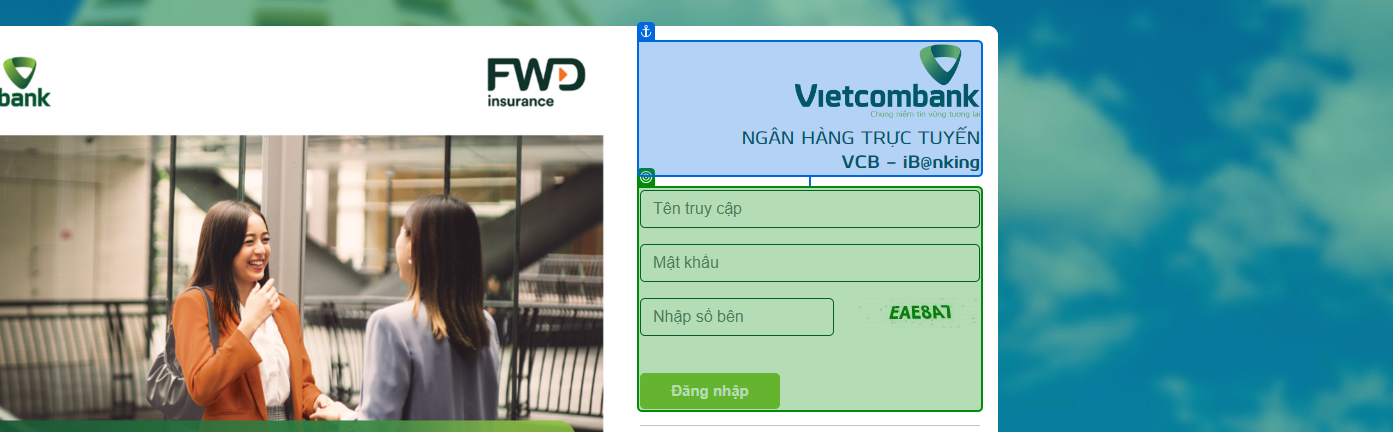 bank
FWD
insurance
Vietcombank
Chung niềm tin vững tương lai
NGÂN HÀNG TRỰC TUYẾN
VCB – iB@nking
Tên truy cập
Mật khẩu
Nhập số bên
EAE8A7
Đăng nhập